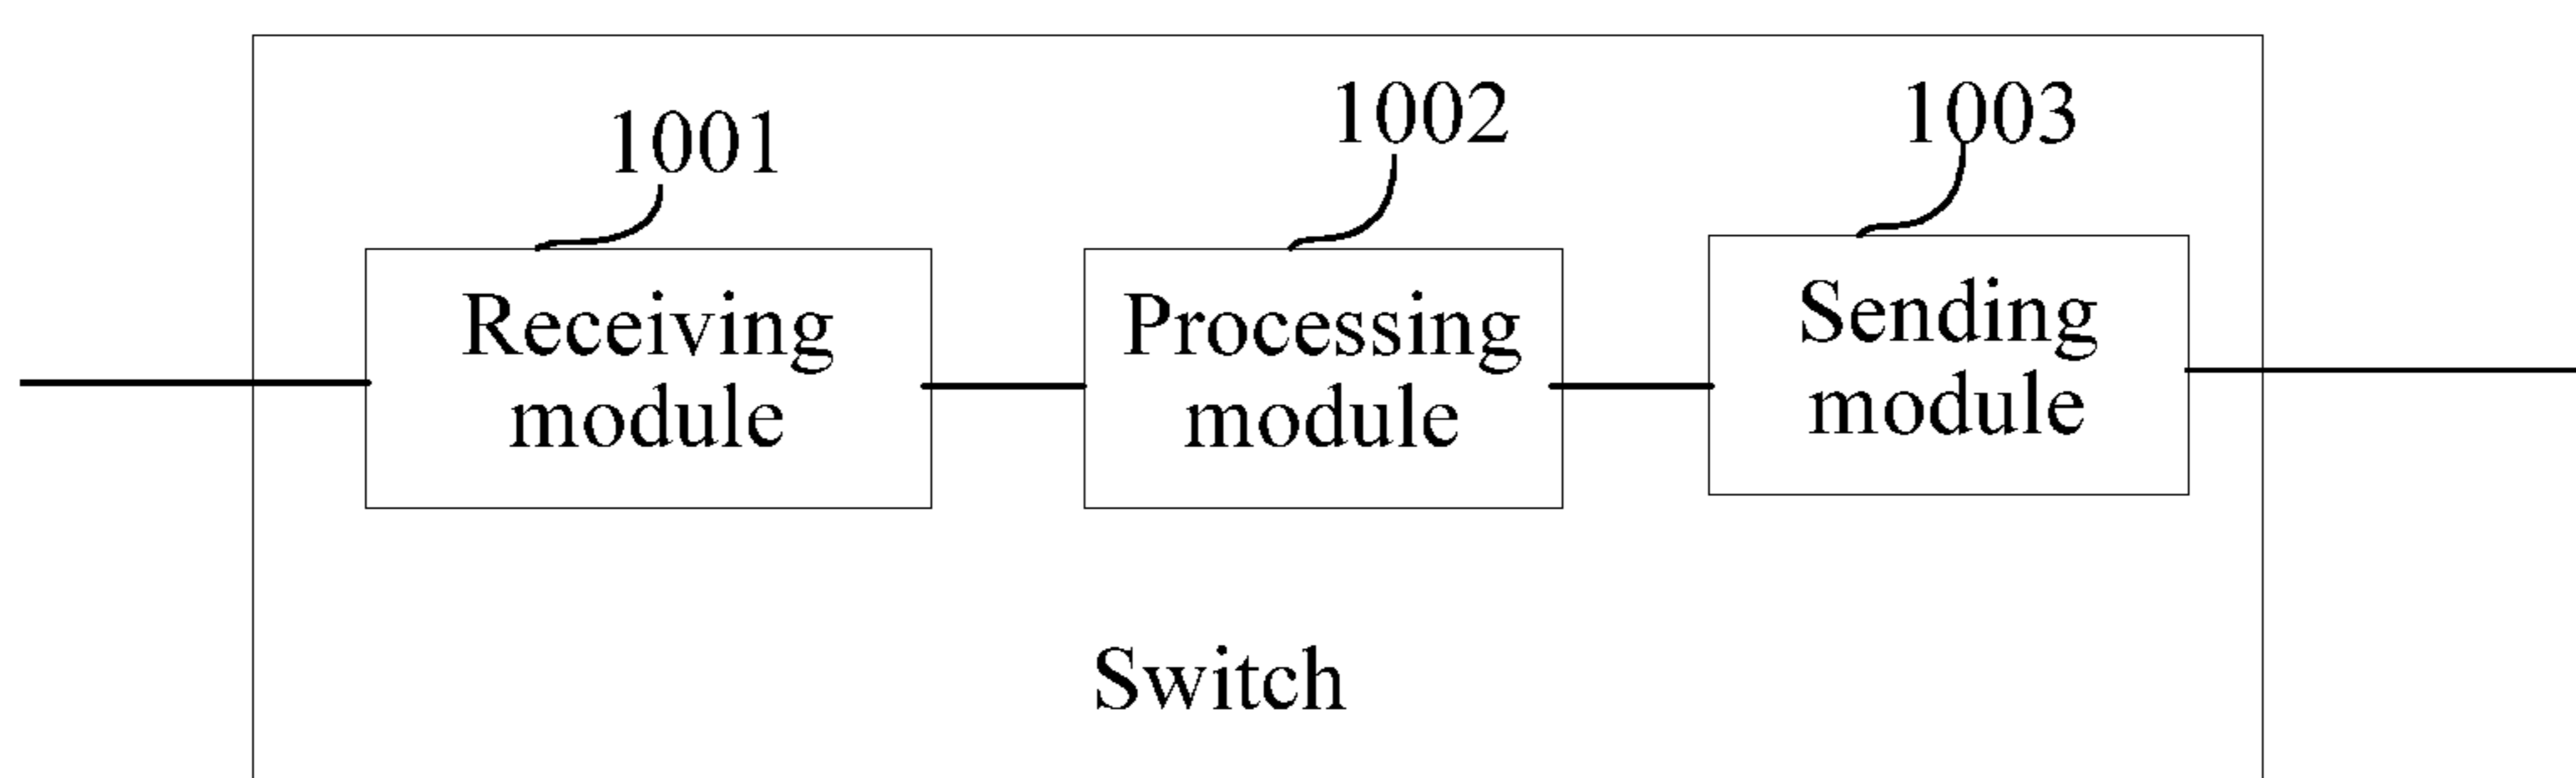 1001
1002
1003
Receiving
module
Processing
module
Sending
module
Switch